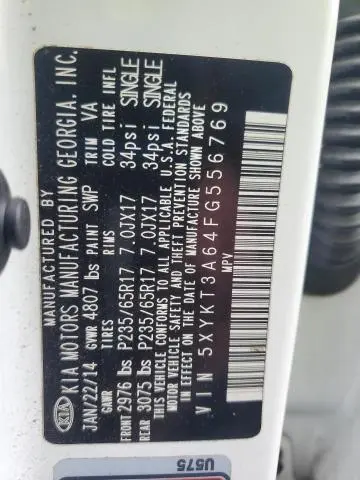 MANUFACTURED BY
KIA KIA MOTORS MANUFACTURING GEORGIA, INC.
JAN/22/14 GVWR 4807 lbs PAINT SWP TRIM VA
GAWR TIRES RIMS COLD TIRE INFL
FRONT 2976 lbs P235/65R17 7.0JX17 34psi SINGLE
REAR 3075 lbs P235/65R17 7.0JX17 34psi SINGLE
THIS VEHICLE CONFORMS TO ALL APPLICABLE U.S.A. FEDERAL
MOTOR VEHICLE SAFETY AND THEFT PREVENTION STANDARDS
IN EFFECT ON THE DATE OF MANUFACTURE SHOWN ABOVE
VIN 5XYKT3A64FG556769
MPV
U575